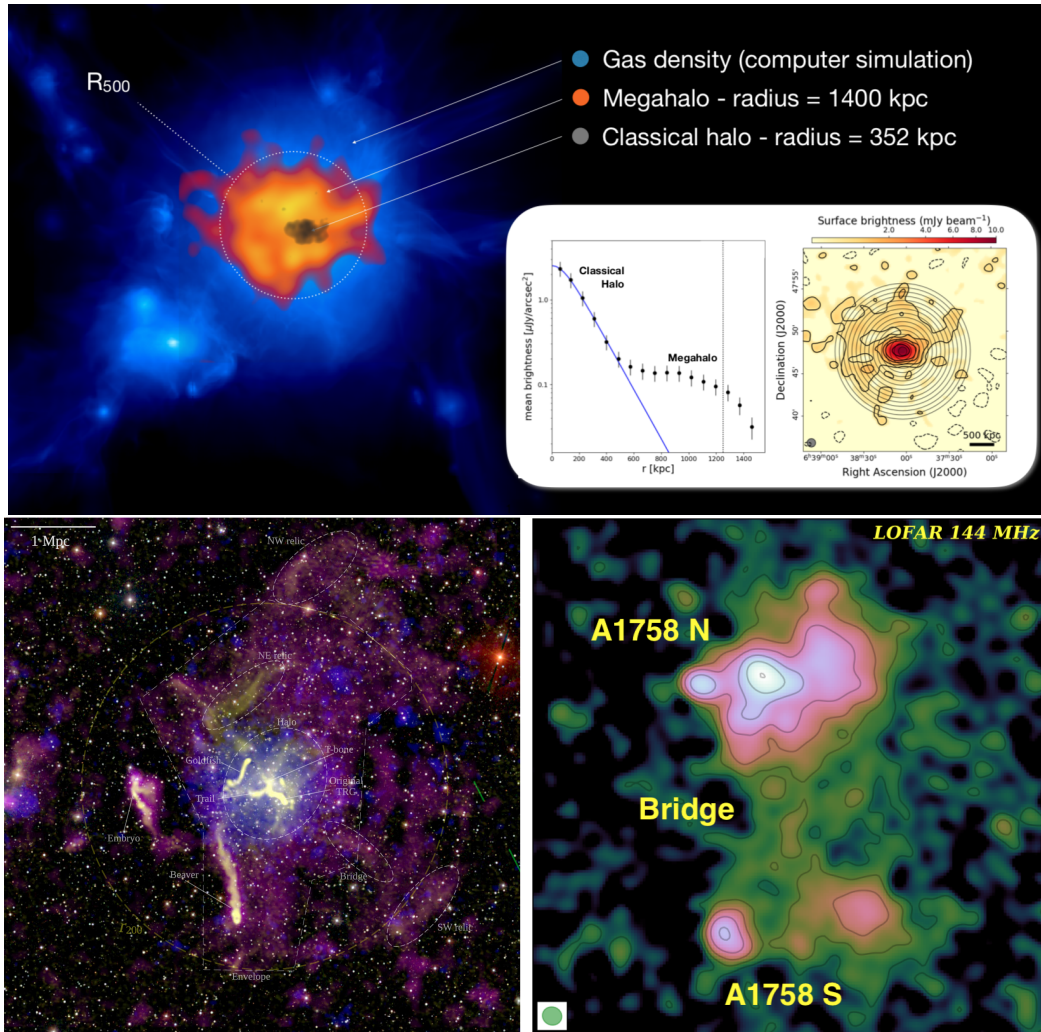 R500
Gas density (computer simulation)
Megahalo - radius = 1400 kpc
Classical halo - radius = 352 kpc
mean brightness [μJy/arcsec²]
1.0
0.1
Classical
Halo
Megahalo
0
200
400
600
800
1000
1200
1400
r [kpc]
Surface brightness (mJy beam⁻¹)
2.0
4.0
6.0
8.0
10.0
Declination (J2000)
47°55'
50'
45'
40'
500 kpc
6ʰ39ᵐ00ˢ
38ᵐ30ˢ
00ˢ
37ᵐ30ˢ
00ˢ
Right Ascension (J2000)
1 Mpc
NW relic
NE relic
Halo
Goldfish
T-bone
Trail
Original
TRG
Embryo
Beaver
Bridge
r200
SW relic
Envelope
LOFAR 144 MHz
A1758 N
Bridge
A1758 S